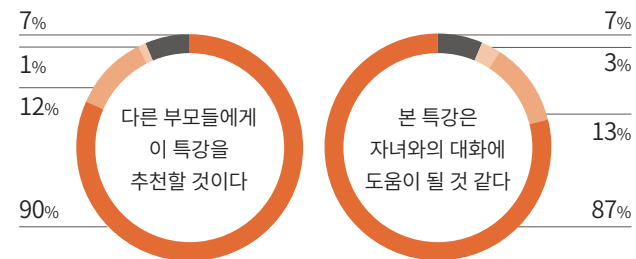 7%
1%
12%
90%
다른 부모들에게
이 특강을
추천할 것이다
7%
3%
13%
87%
본 특강은
자녀와의 대화에
도움이 될 것 같다